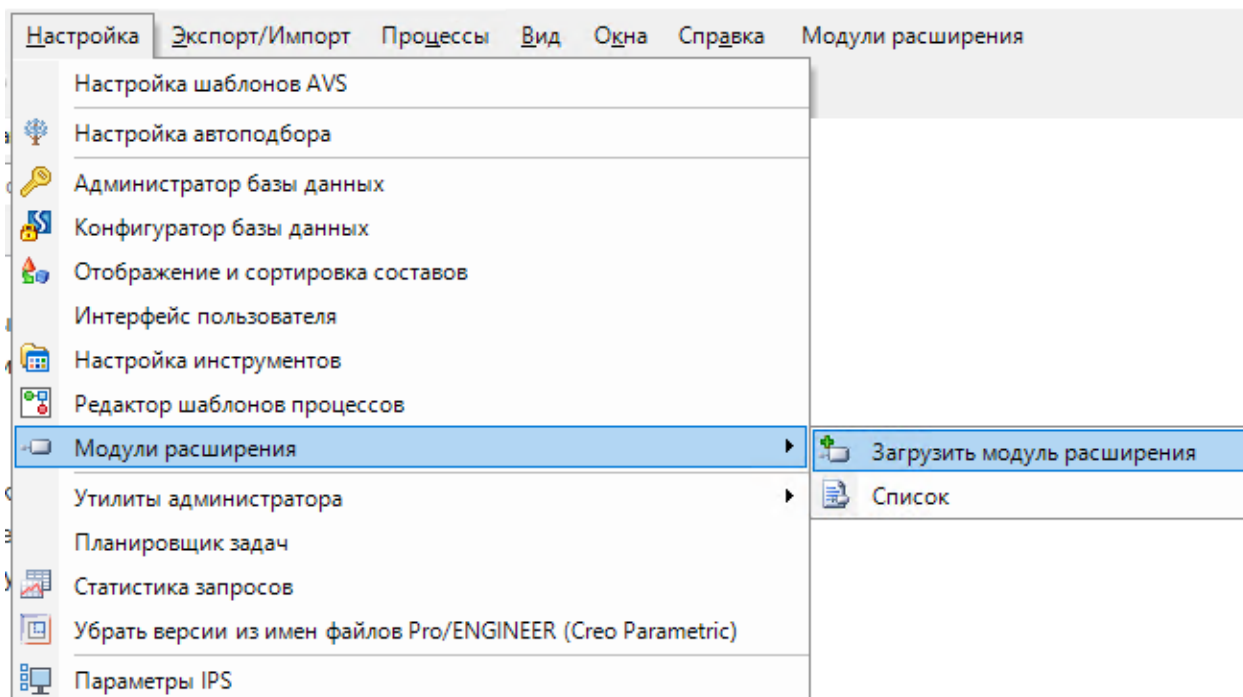 Настройка Экспорт/Импорт Процессы Вид Окна Справка Модули расширения
Настройка шаблонов AVS
Настройка автоподбора
Администратор базы данных
Конфигуратор базы данных
Отображение и сортировка составов
Интерфейс пользователя
Настройка инструментов
Редактор шаблонов процессов
Модули расширения
Загрузить модуль расширения
Список
Утилиты администратора
Планировщик задач
Статистика запросов
Убрать версии из имен файлов Pro/ENGINEER (Creo Parametric)
Параметры IPS